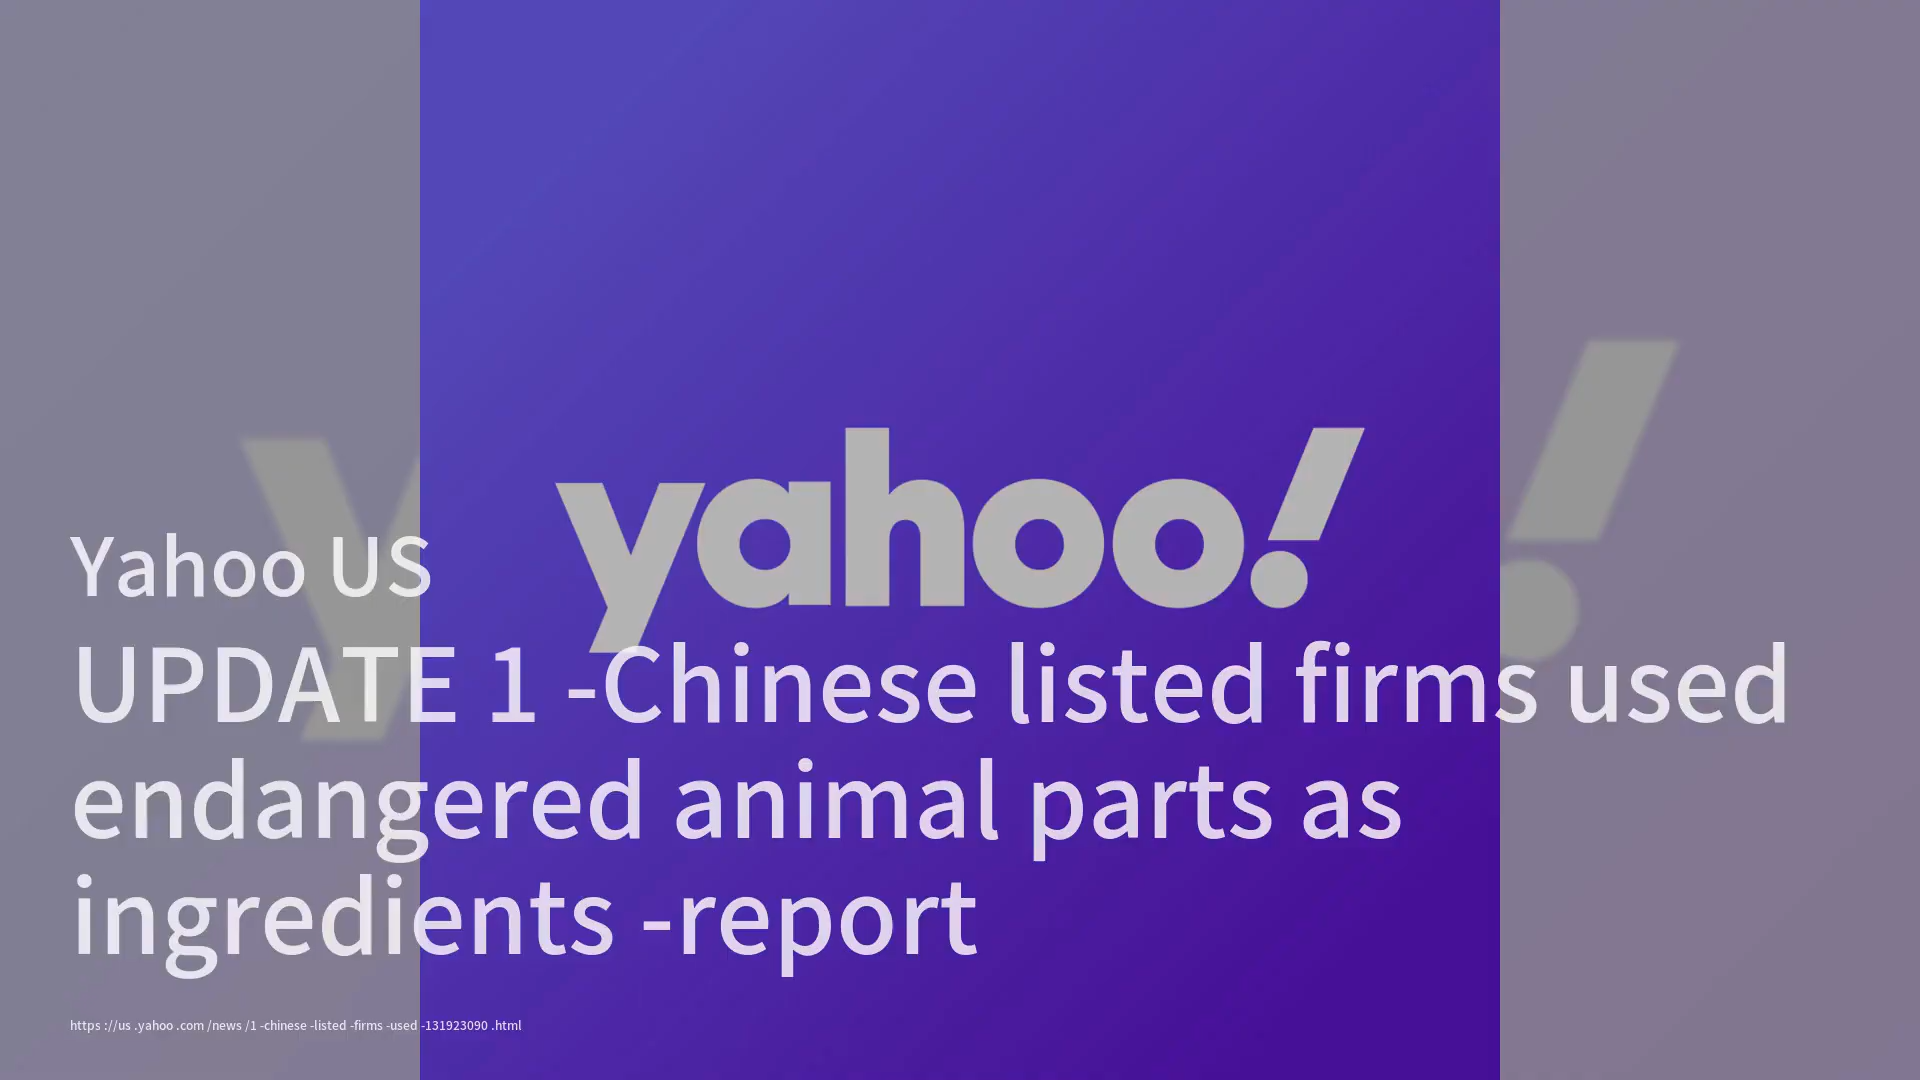 yahoo!
Yahoo US
UPDATE 1 -Chinese listed firms used
endangered animal parts as
ingredients -report
https ://us .yahoo .com /news /1 -chinese -listed -firms -used -131923090 .html